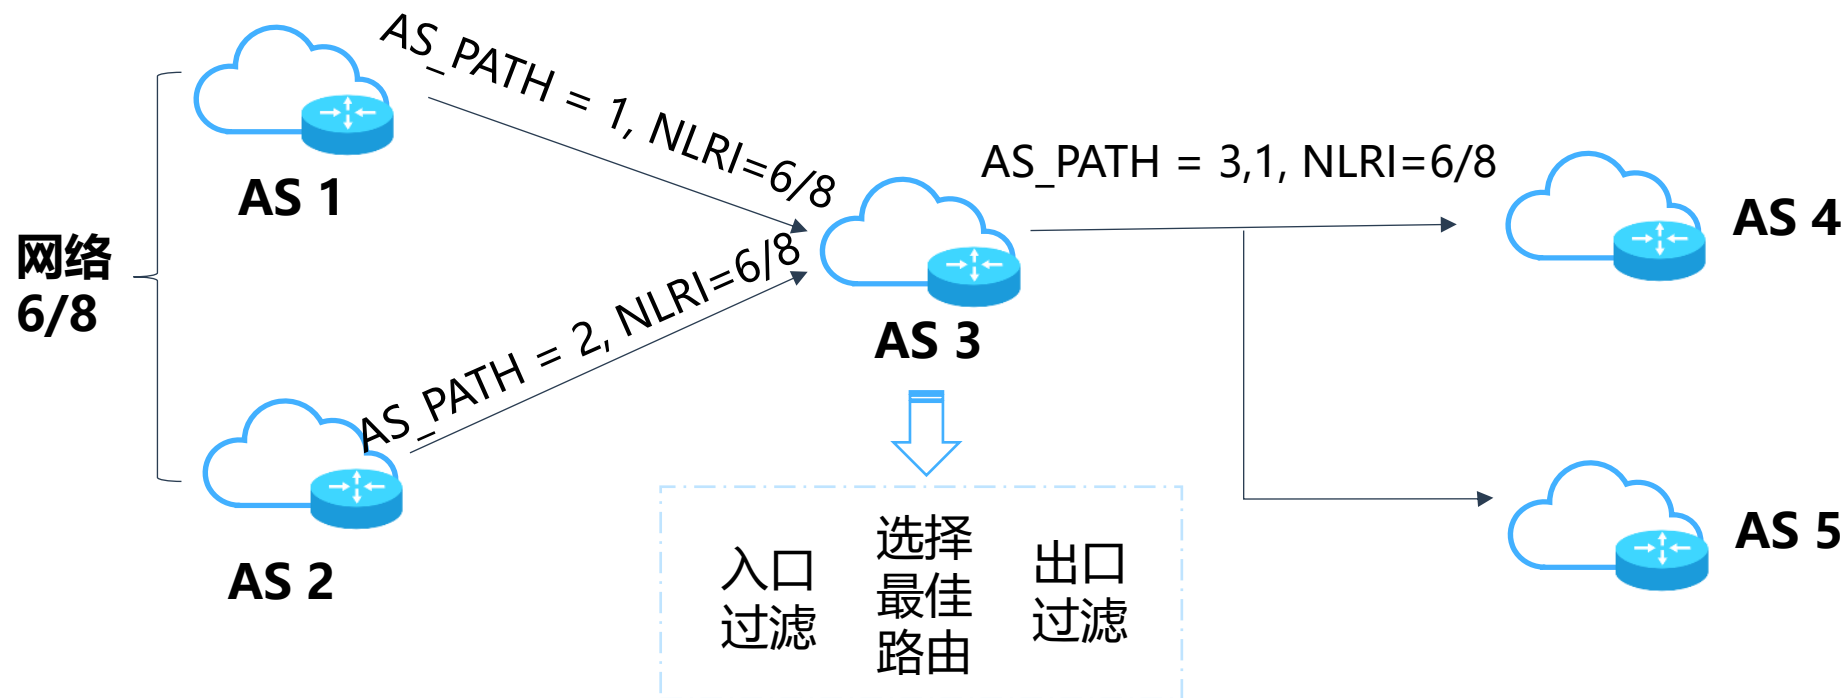 AS_PATH = 1, NLRI=6/8
AS 1
AS_PATH = 3,1, NLRI=6/8
AS 4
网络
6/8
AS_PATH = 2, NLRI=6/8
AS 3
AS 2
AS 5
入口
过滤
选择
最佳
路由
出口
过滤